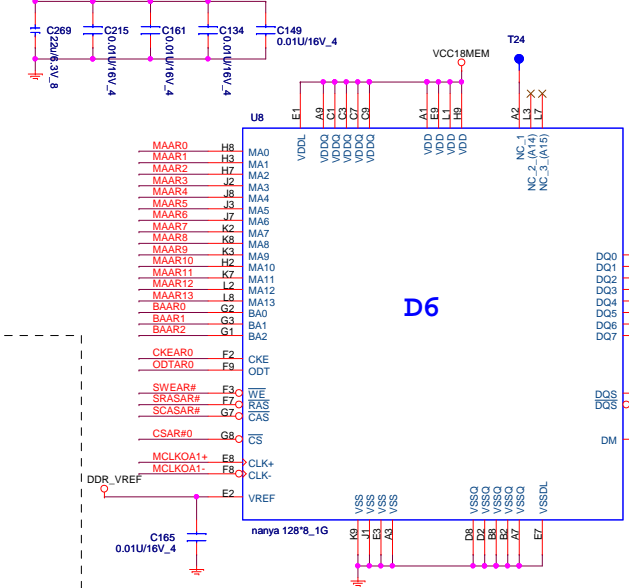 C269 C215 C161 C134 C149
22u/6.3V_8 0.01U/16V_4 0.01U/16V_4 0.01U/16V_4 0.01U/16V_4
VCC18MEM
T24
E1 A9 C1 C3 C7 C9 A1 E9 L1 H9 A2 L3 L7
U8
VDDL VDDQ VDDQ VDDQ VDDQ VDDQ VDD VDD VDD VDD NC_1 NC_2_(A14) NC_3_(A15)
MAAR0 H8 MA0
MAAR1 H3 MA1
MAAR2 H7 MA2
MAAR3 J2 MA3
MAAR4 J8 MA4
MAAR5 J3 MA5
MAAR6 J7 MA6
MAAR7 K2 MA7
MAAR8 K8 MA8
MAAR9 K3 MA9 DQ0
MAAR10 H2 MA10 DQ1
MAAR11 K7 MA11 DQ2
MAAR12 L2 MA12 DQ3
MAAR13 L8 MA13 DQ4
BAAR0 G2 BA0 DQ5
BAAR1 G3 BA1 DQ6
BAAR2 G1 BA2 DQ7
D6
CKEAR0 F2 CKE
ODTAR0 F9 ODT
SWEAR# F3 WE DQS
SRASAR# F7 RAS DQS
SCASAR# G7 CAS
CSAR#0 G8 CS DM
MCLKOA1+ E8 CLK+
MCLKOA1- F8 CLK-
DDR_VREF
E2 VREF
VSS VSS VSS VSS VSSQ VSSQ VSSQ VSSQ VSSQ VSSDL
nanya 128*8_1G
K9 J1 E3 A3 D8 D2 B8 B2 A7 E7
C165
0.01U/16V_4